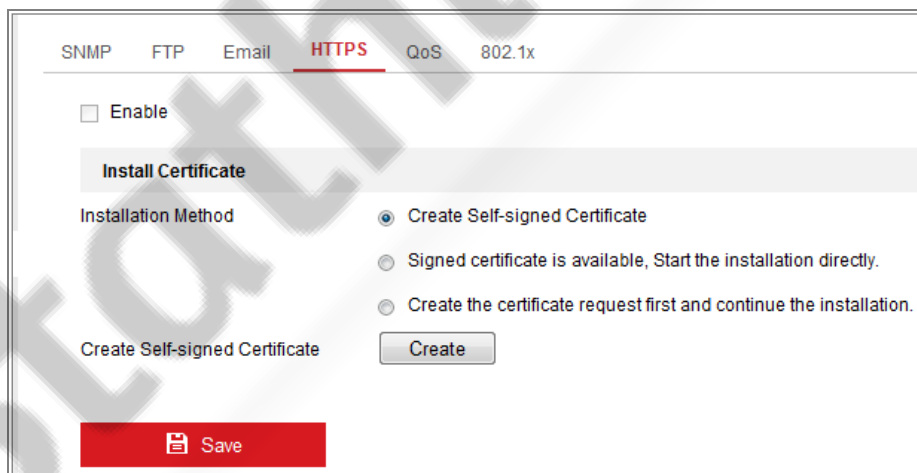 SNMP FTP Email HTTPS QoS 802.1x
Enable
Install Certificate
Installation Method Create Self-signed Certificate
Signed certificate is available, Start the installation directly.
Create the certificate request first and continue the installation.
Create Self-signed Certificate Create
Save